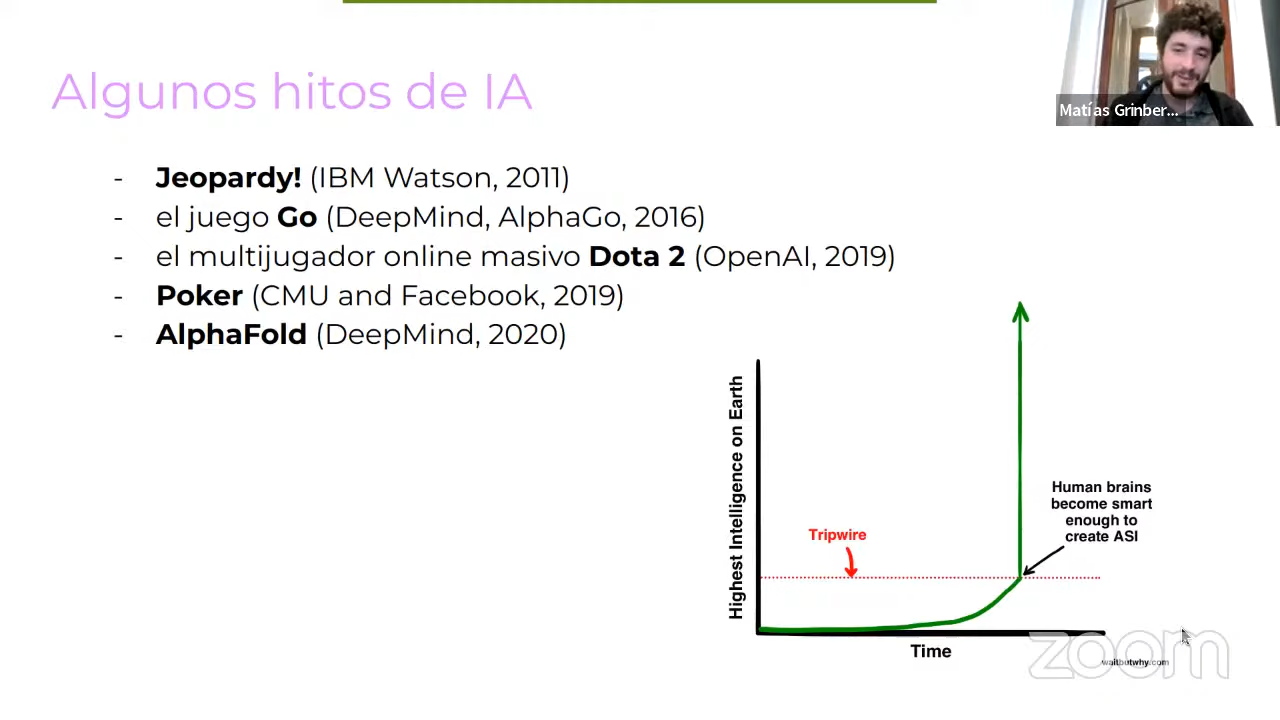 Algunos hitos de IA
Matías Grinber...
- Jeopardy! (IBM Watson, 2011)
- el juego Go (DeepMind, AlphaGo, 2016)
- el multijugador online masivo Dota 2 (OpenAI, 2019)
- Poker (CMU and Facebook, 2019)
- AlphaFold (DeepMind, 2020)
Highest Intelligence on Earth
Tripwire
Human brains
become smart
enough to
create ASI
Time
waitbutwhy.com
zoom